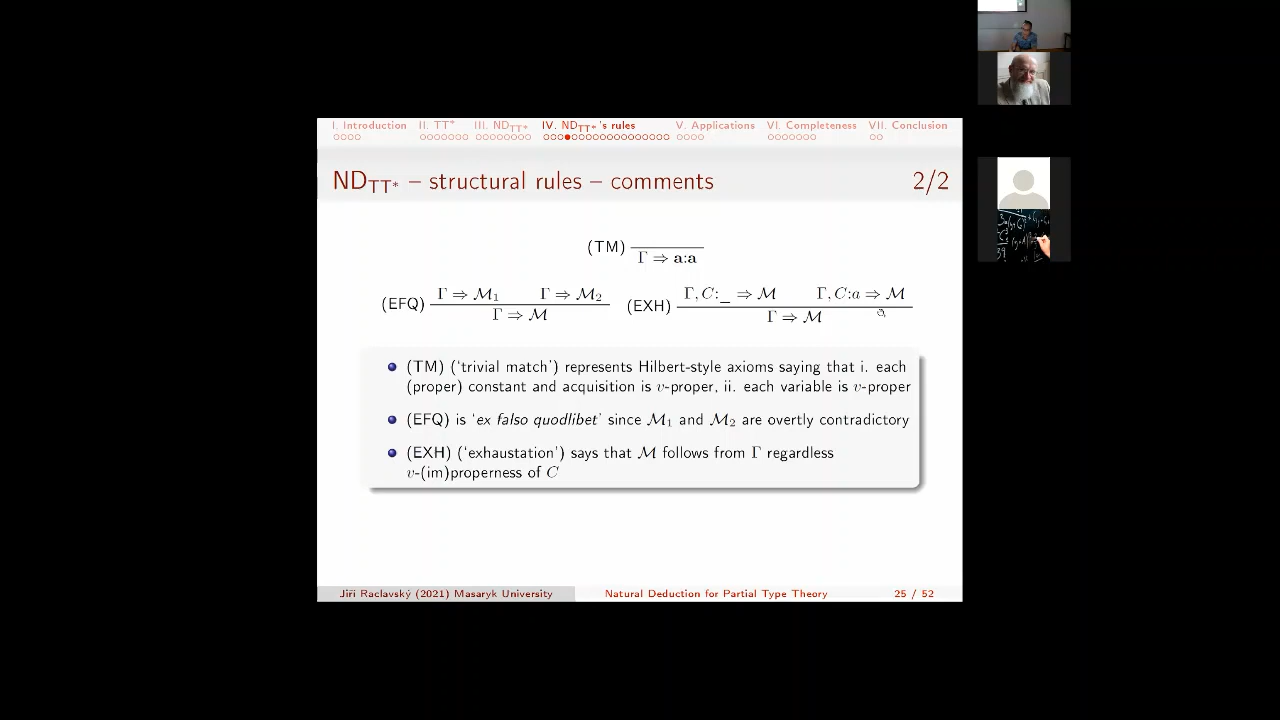 I. Introduction II. TT* III. ND_TT* IV. ND_TT*'s rules V. Applications VI. Completeness VII. Conclusion
ND_TT* – structural rules – comments 2/2
(TM) Γ ⇒ a:a
(EFQ) Γ ⇒ ℳ₁ Γ ⇒ ℳ₂ (EXH) Γ, C:_ ⇒ ℳ Γ, C:a ⇒ ℳ
Γ ⇒ ℳ Γ ⇒ ℳ
(TM) ('trivial match') represents Hilbert-style axioms saying that i. each
(proper) constant and acquisition is v-proper, ii. each variable is v-proper
(EFQ) is 'ex falso quodlibet' since ℳ₁ and ℳ₂ are overtly contradictory
(EXH) ('exhaustation') says that ℳ follows from Γ regardless
v-(im)properness of C
Jiří Raclavský (2021) Masaryk University Natural Deduction for Partial Type Theory 25 / 52